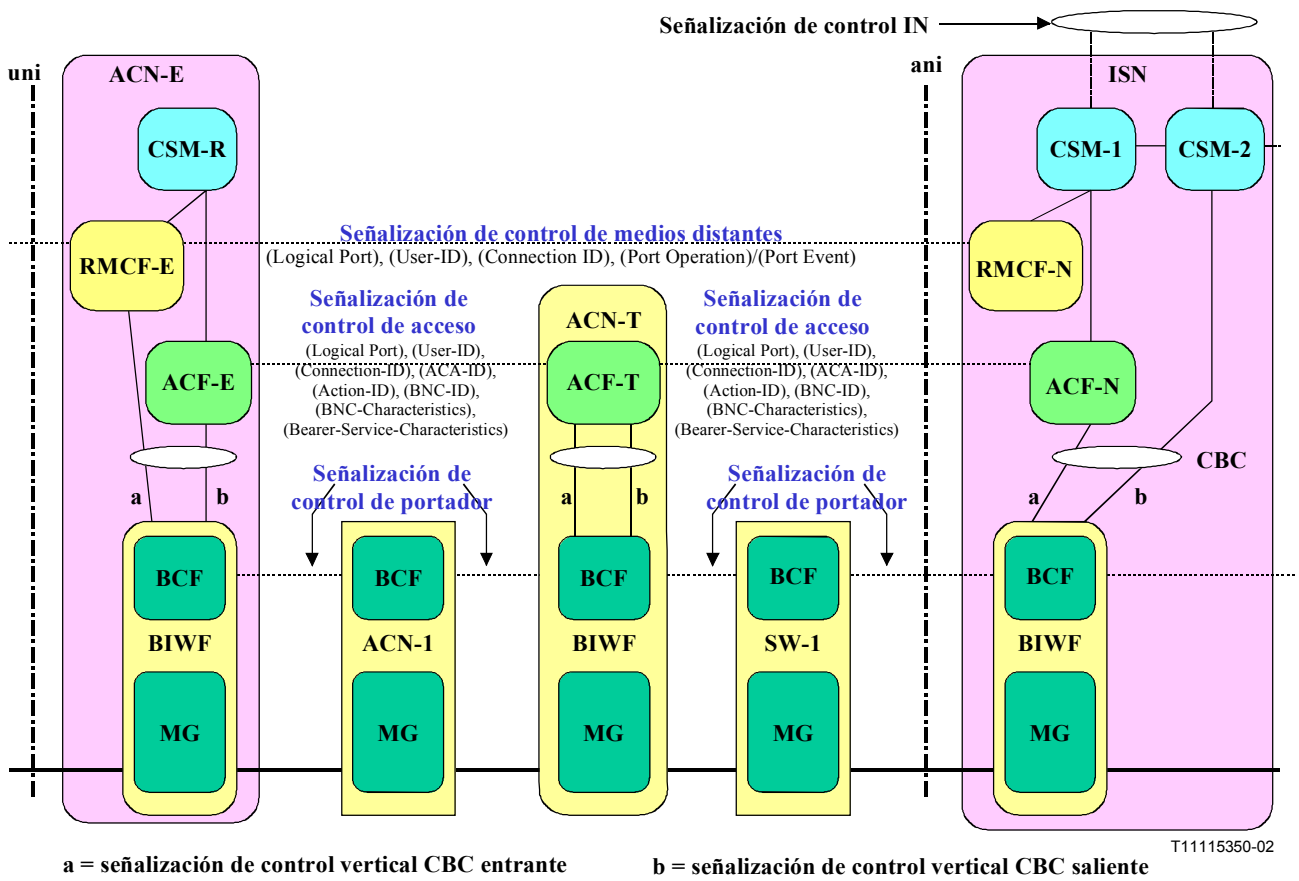 Señalización de control IN
uni
ACN-E
ani
ISN
CSM-R
CSM-1
CSM-2
Señalización de control de medios distantes
(Logical Port), (User-ID), (Connection ID), (Port Operation)/(Port Event)
RMCF-E
RMCF-N
Señalización de
control de acceso
(Logical Port), (User-ID),
(Connection-ID), (ACA-ID),
(Action-ID), (BNC-ID),
(BNC-Characteristics),
(Bearer-Service-Characteristics)
ACN-T
Señalización de
control de acceso
(Logical Port), (User-ID),
(Connection-ID), (ACA-ID),
(Action-ID), (BNC-ID),
(BNC-Characteristics),
(Bearer-Service-Characteristics)
ACF-E
ACF-T
ACF-N
CBC
a
b
Señalización de
control de portador
a
b
Señalización de
control de portador
a
b
BCF
BCF
BCF
BCF
BCF
BIWF
ACN-1
BIWF
SW-1
BIWF
MG
MG
MG
MG
MG
T11115350-02
a = señalización de control vertical CBC entrante
b = señalización de control vertical CBC saliente